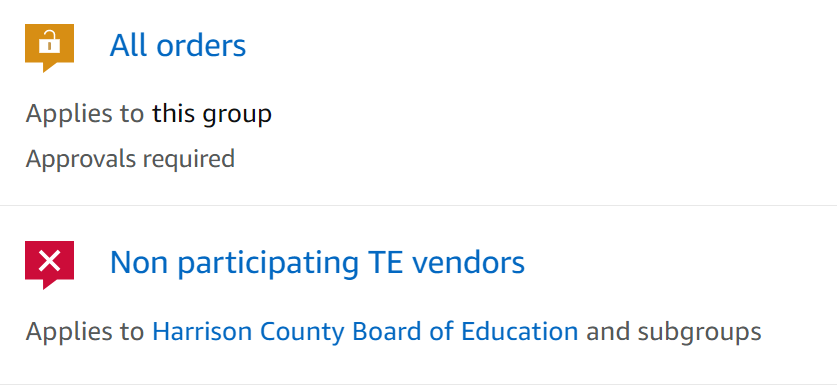 All orders
Applies to this group
Approvals required
Non participating TE vendors
Applies to Harrison County Board of Education and subgroups